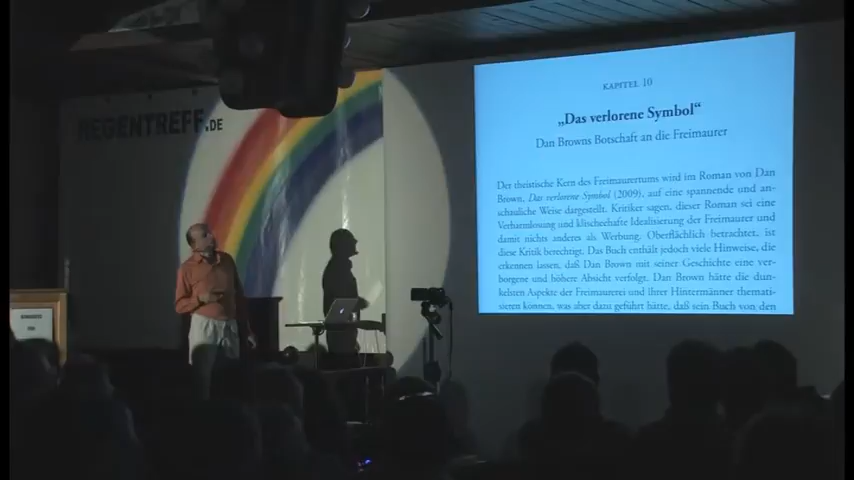 REGENTREFF.DE
KAPITEL 10
„Das verlorene Symbol“
Dan Browns Botschaft an die Freimaurer
Der theistische Kern des Freimaurertums wird im Roman von Dan
Brown, Das verlorene Symbol (2009), auf eine spannende und an-
schauliche Weise dargestellt. Kritiker sagen, dieser Roman sei eine
Verharmlosung und klischeehafte Idealisierung der Freimaurer und
damit nichts anderes als Werbung. Oberflächlich betrachtet, ist
diese Kritik berechtigt. Das Buch enthält jedoch viele Hinweise, die
erkennen lassen, daß Dan Brown mit seiner Geschichte eine ver-
borgene und höhere Absicht verfolgt. Dan Brown hätte die dun-
kelsten Aspekte der Freimaurerei und ihrer Hintermänner themati-
sieren können, was aber dazu geführt hätte, daß sein Buch von den